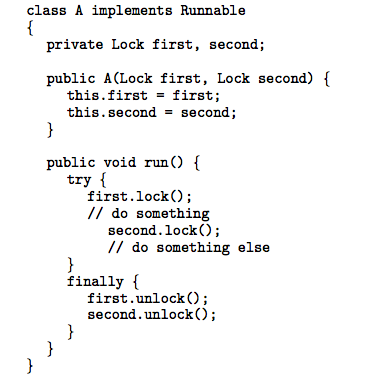 class A implements Runnable
{
private Lock first, second;
public A(Lock first, Lock second) {
this.first = first;
this.second = second;
}
public void run() {
try {
first.lock();
// do something
second.lock();
// do something else
}
finally {
first.unlock();
second.unlock();
}
}
}